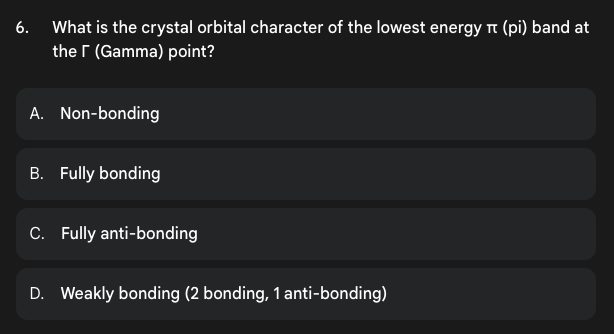 6. What is the crystal orbital character of the lowest energy π (pi) band at
the Γ (Gamma) point?
A. Non-bonding
B. Fully bonding
C. Fully anti-bonding
D. Weakly bonding (2 bonding, 1 anti-bonding)